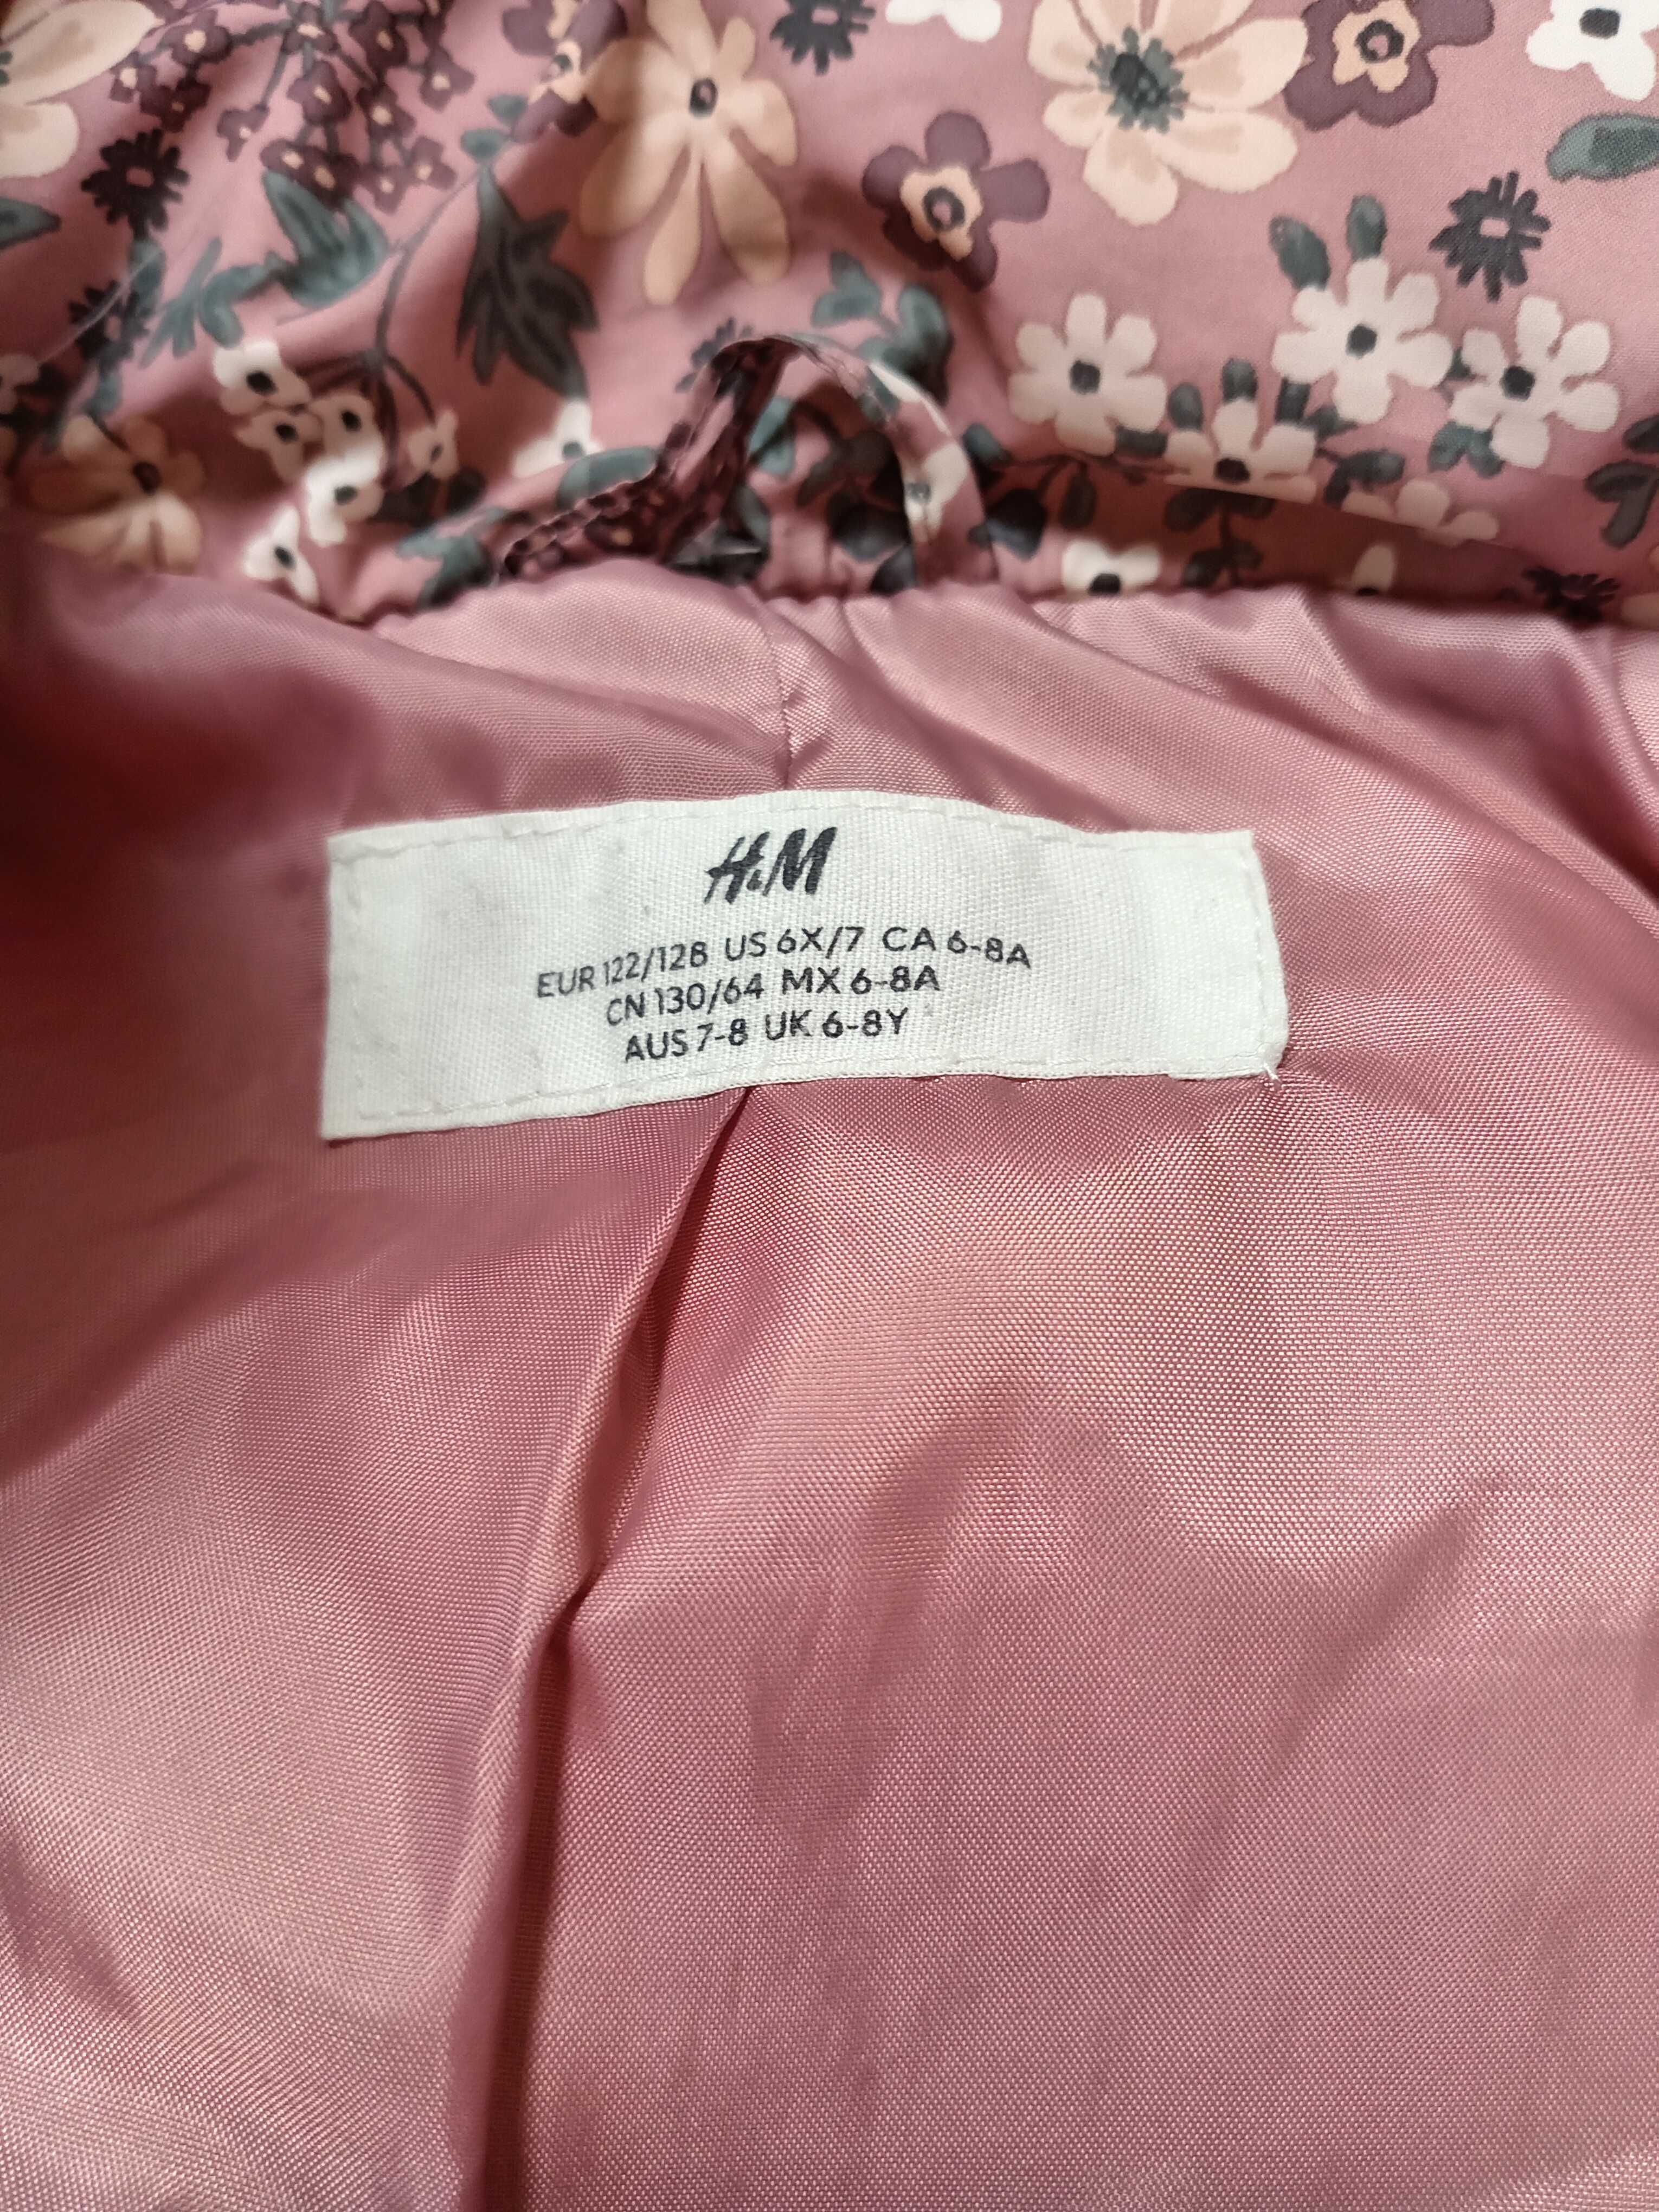 H&M
EUR 122/128 US 6X/7 CA 6-8A
CN 130/64 MX 6-8A
AUS 7-8 UK 6-8Y